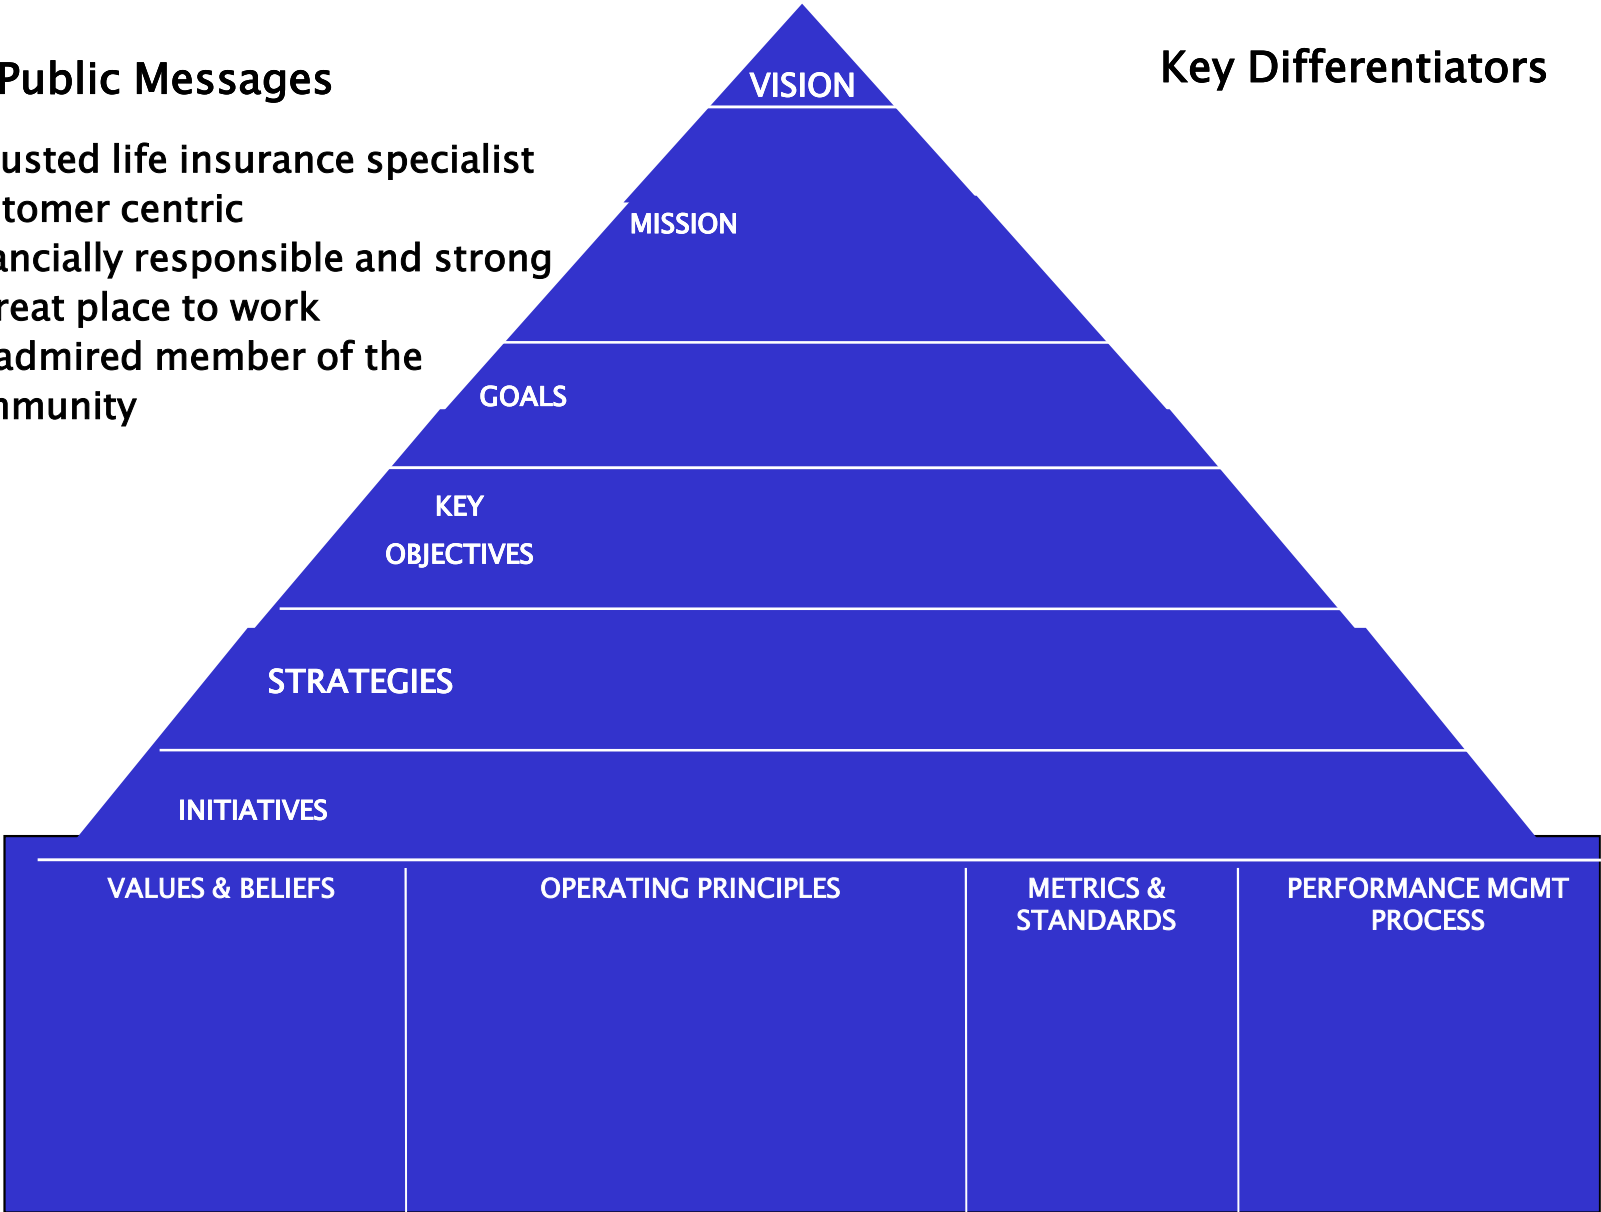 Public Messages
usted life insurance specialist
tomer centric
ancially responsible and strong
reat place to work
admired member of the
munity
Key Differentiators
VISION
MISSION
GOALS
KEY
OBJECTIVES
STRATEGIES
INITIATIVES
VALUES & BELIEFS
OPERATING PRINCIPLES
METRICS &
STANDARDS
PERFORMANCE MGMT
PROCESS